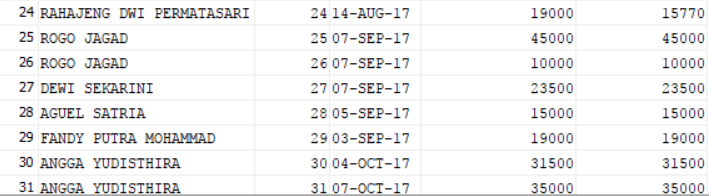 24 RAHAJENG DWI PERMATASARI 24 14-AUG-17 19000 15770
25 ROGO JAGAD 25 07-SEP-17 45000 45000
26 ROGO JAGAD 26 07-SEP-17 10000 10000
27 DEWI SEKARINI 27 07-SEP-17 23500 23500
28 AGUEL SATRIA 28 05-SEP-17 15000 15000
29 FANDY PUTRA MOHAMMAD 29 03-SEP-17 19000 19000
30 ANGGA YUDISTHIRA 30 04-OCT-17 31500 31500
31 ANGGA YUDISTHIRA 31 07-OCT-17 35000 35000